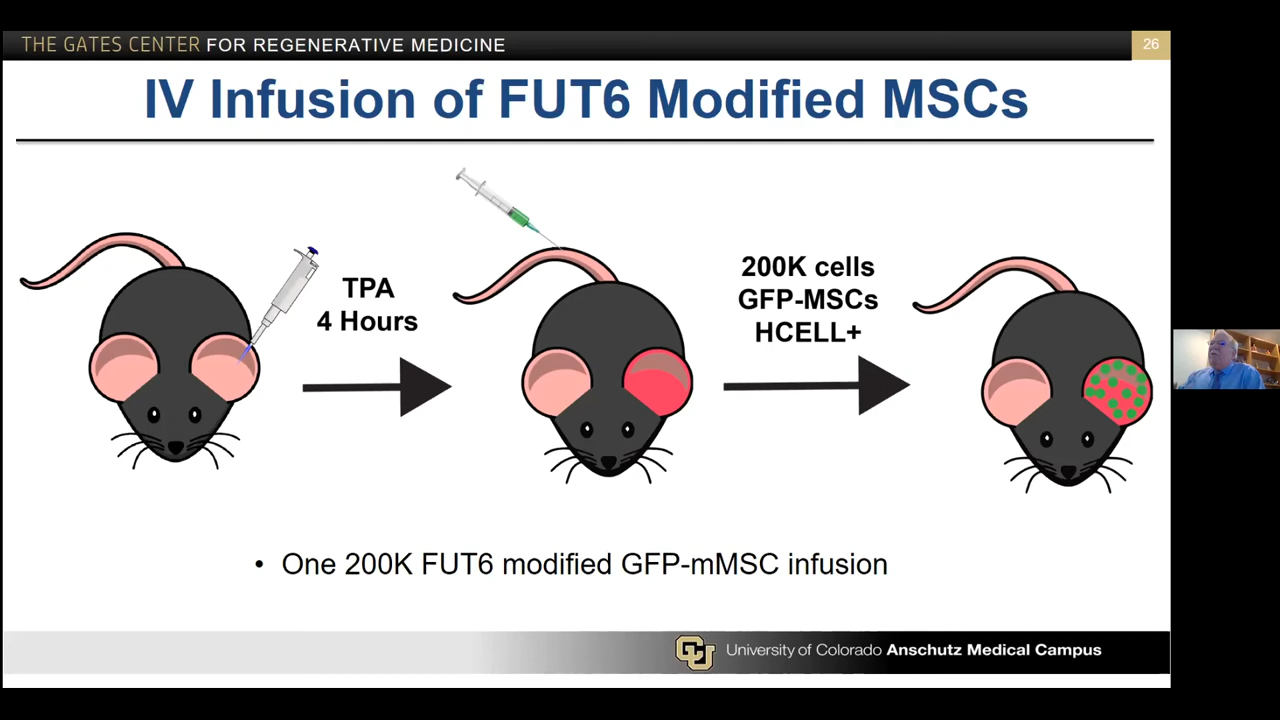 THE GATES CENTER FOR REGENERATIVE MEDICINE
26
IV Infusion of FUT6 Modified MSCs
TPA
4 Hours
200K cells
GFP-MSCs
HCELL+
• One 200K FUT6 modified GFP-mMSC infusion
CU
University of Colorado Anschutz Medical Campus